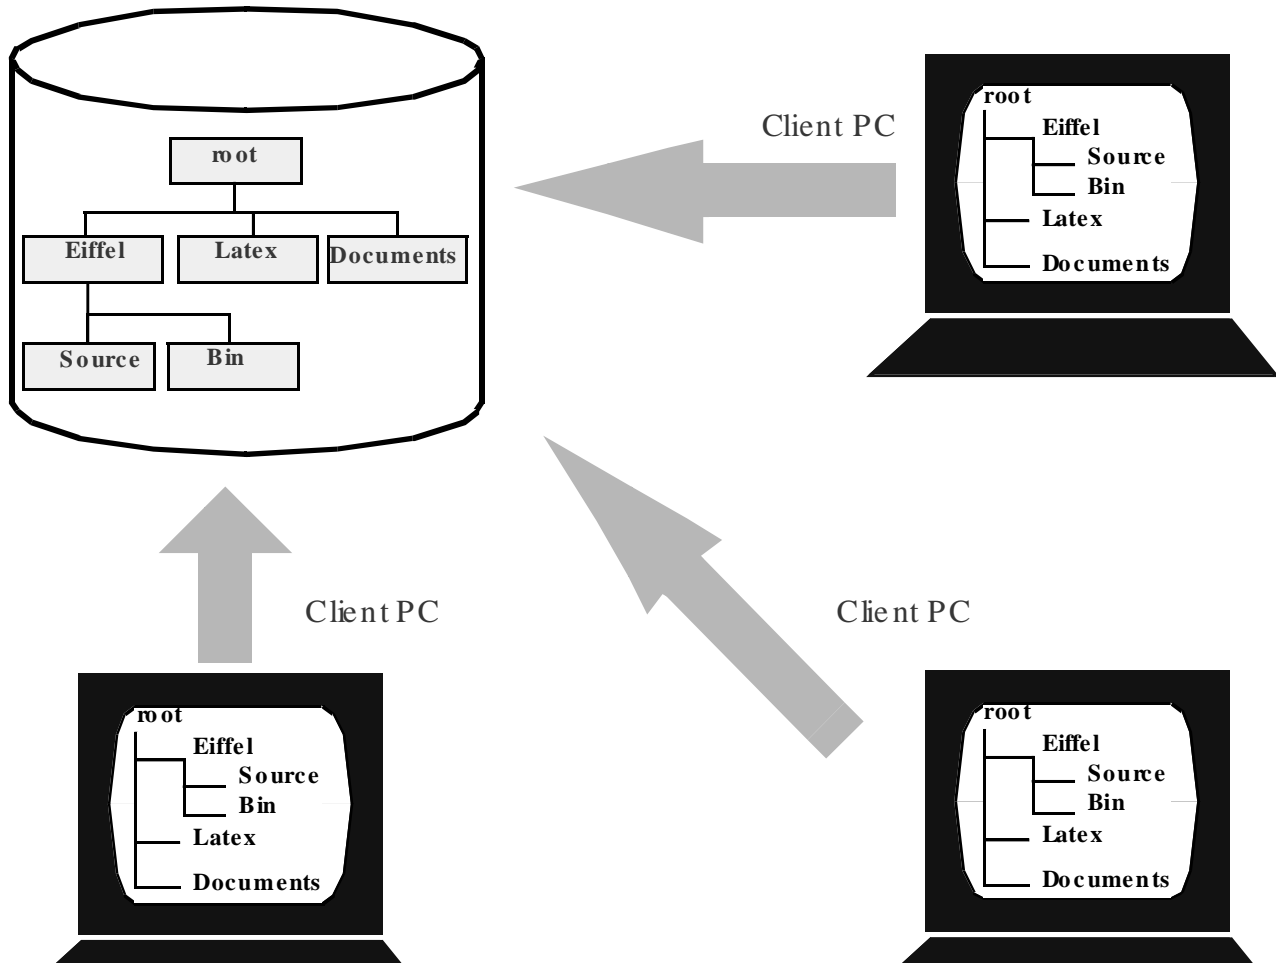 root
Eiffel Latex Documents
Source Bin
Client PC
root
Eiffel
Source
Bin
Latex
Documents
Client PC
root
Eiffel
Source
Bin
Latex
Documents
Client PC
root
Eiffel
Source
Bin
Latex
Documents